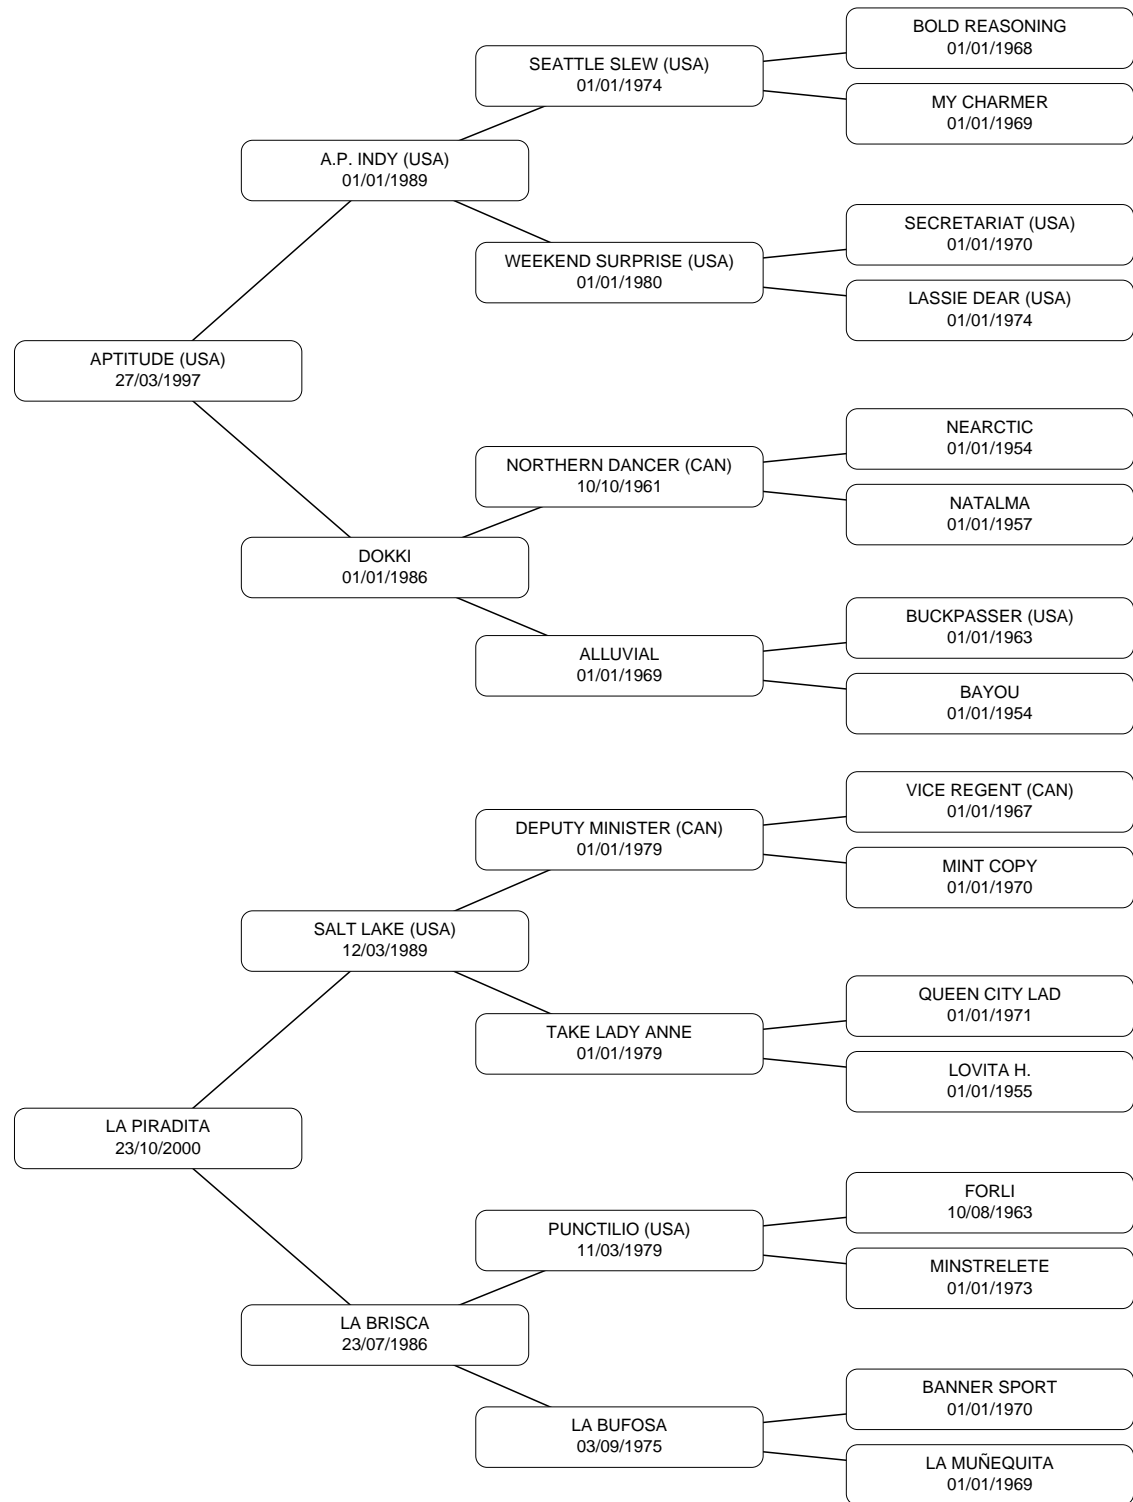 BOLD REASONING
01/01/1968
SEATTLE SLEW (USA)
01/01/1974
MY CHARMER
01/01/1969
A.P. INDY (USA)
01/01/1989
SECRETARIAT (USA)
01/01/1970
WEEKEND SURPRISE (USA)
01/01/1980
LASSIE DEAR (USA)
01/01/1974
APTITUDE (USA)
27/03/1997
NEARCTIC
01/01/1954
NORTHERN DANCER (CAN)
10/10/1961
NATALMA
01/01/1957
DOKKI
01/01/1986
BUCKPASSER (USA)
01/01/1963
ALLUVIAL
01/01/1969
BAYOU
01/01/1954
VICE REGENT (CAN)
01/01/1967
DEPUTY MINISTER (CAN)
01/01/1979
MINT COPY
01/01/1970
SALT LAKE (USA)
12/03/1989
QUEEN CITY LAD
01/01/1971
TAKE LADY ANNE
01/01/1979
LOVITA H.
01/01/1955
LA PIRADITA
23/10/2000
FORLI
10/08/1963
PUNCTILIO (USA)
11/03/1979
MINSTRELETE
01/01/1973
LA BRISCA
23/07/1986
BANNER SPORT
01/01/1970
LA BUFOSA
03/09/1975
LA MUÑEQUITA
01/01/1969